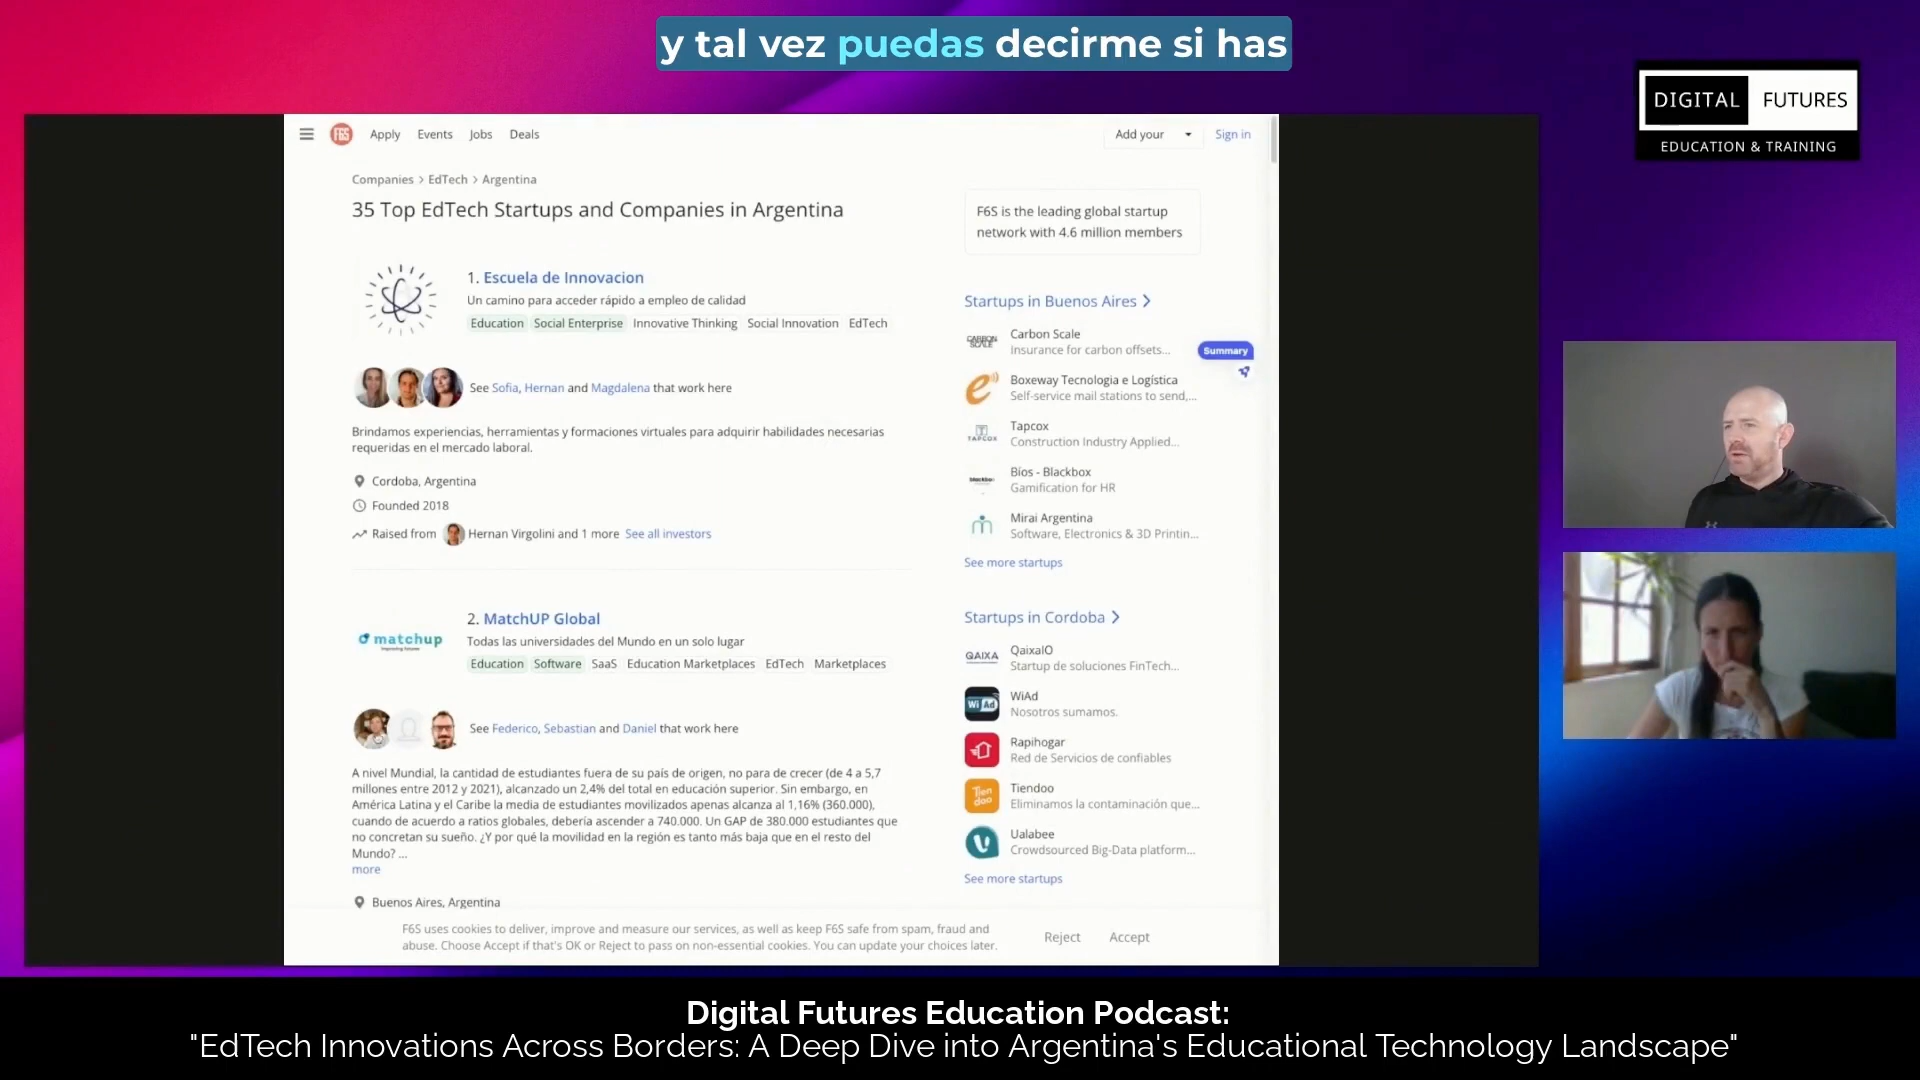 y tal vez puedas decirme si has
DIGITAL FUTURES
EDUCATION & TRAINING
F6S Apply Events Jobs Deals Add your Sign in
Companies > EdTech > Argentina
35 Top EdTech Startups and Companies in Argentina
1. Escuela de Innovacion
Un camino para acceder rápido a empleo de calidad
Education Social Enterprise Innovative Thinking Social Innovation EdTech
See Sofia, Hernan and Magdalena that work here
Brindamos experiencias, herramientas y formaciones virtuales para adquirir habilidades necesarias
requeridas en el mercado laboral.
Cordoba, Argentina
Founded 2018
Raised from Hernan Virgolini and 1 more See all investors
matchup
2. MatchUP Global
Todas las universidades del Mundo en un solo lugar
Education Software SaaS Education Marketplaces EdTech Marketplaces
See Federico, Sebastian and Daniel that work here
A nivel Mundial, la cantidad de estudiantes fuera de su país de origen, no para de crecer (de 4 a 5,7
millones entre 2012 y 2021), alcanzado un 2,4% del total en educación superior. Sin embargo, en
América Latina y el Caribe la media de estudiantes movilizados apenas alcanza al 1,16% (360.000),
cuando de acuerdo a ratios globales, debería ascender a 740.000. Un GAP de 380.000 estudiantes que
no concretan su sueño. ¿Y por qué la movilidad en la región es tanto más baja que en el resto del
Mundo? ...
more
Buenos Aires, Argentina
F6S is the leading global startup
network with 4.6 million members
Startups in Buenos Aires >
CARBON
SCALE
Carbon Scale
Insurance for carbon offsets...
Summary
Boxeway Tecnologia e Logística
Self-service mail stations to send,...
TAPCOX
Tapcox
Construction Industry Applied...
Bíos - Blackbox
Gamification for HR
Mirai Argentina
Software, Electronics & 3D Printin...
See more startups
Startups in Cordoba >
QAIXA
QaixaIO
Startup de soluciones FinTech...
Wi Ad
WiAd
Nosotros sumamos.
Rapihogar
Red de Servicios de confiables
Tien
doo
Tiendoo
Eliminamos la contaminación que...
Ualabee
Crowdsourced Big-Data platform...
See more startups
F6S uses cookies to deliver, improve and measure our services, as well as keep F6S safe from spam, fraud and
abuse. Choose Accept if that's OK or Reject to pass on non-essential cookies. You can update your choices later.
Reject Accept
Digital Futures Education Podcast:
"EdTech Innovations Across Borders: A Deep Dive into Argentina's Educational Technology Landscape"